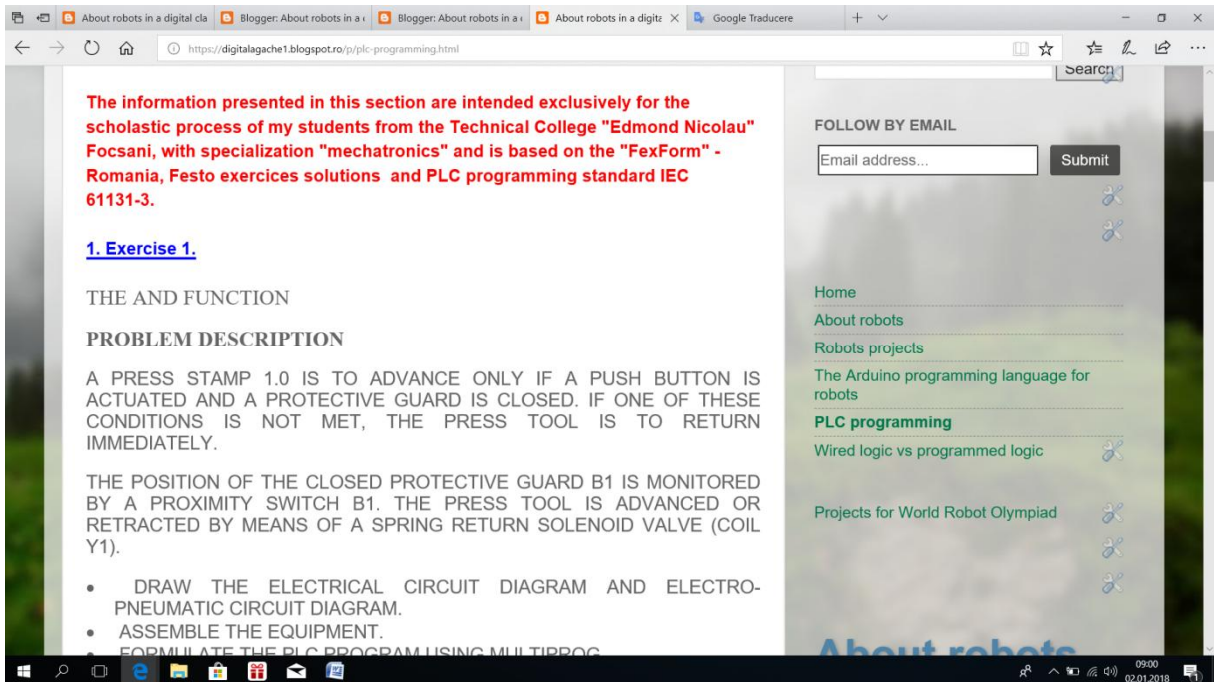 About robots in a digital cla
Blogger: About robots in a
Blogger: About robots in a
About robots in a digita
Google Traducere
https://digitalagache1.blogspot.ro/p/plc-programming.html
The information presented in this section are intended exclusively for the
scholastic process of my students from the Technical College "Edmond Nicolau"
Focsani, with specialization "mechatronics" and is based on the "FexForm" -
Romania, Festo exercices solutions and PLC programming standard IEC
61131-3.
1. Exercise 1.
THE AND FUNCTION
PROBLEM DESCRIPTION
A PRESS STAMP 1.0 IS TO ADVANCE ONLY IF A PUSH BUTTON IS
ACTUATED AND A PROTECTIVE GUARD IS CLOSED. IF ONE OF THESE
CONDITIONS IS NOT MET, THE PRESS TOOL IS TO RETURN
IMMEDIATELY.
THE POSITION OF THE CLOSED PROTECTIVE GUARD B1 IS MONITORED
BY A PROXIMITY SWITCH B1. THE PRESS TOOL IS ADVANCED OR
RETRACTED BY MEANS OF A SPRING RETURN SOLENOID VALVE (COIL
Y1).
• DRAW THE ELECTRICAL CIRCUIT DIAGRAM AND ELECTRO-
PNEUMATIC CIRCUIT DIAGRAM.
• ASSEMBLE THE EQUIPMENT.
• FORMULATE THE PLC PROGRAM USING MULTIPROG
Search
FOLLOW BY EMAIL
Email address...
Submit
Home
About robots
Robots projects
The Arduino programming language for
robots
PLC programming
Wired logic vs programmed logic
Projects for World Robot Olympiad
About robots
09:00
02.01.2018